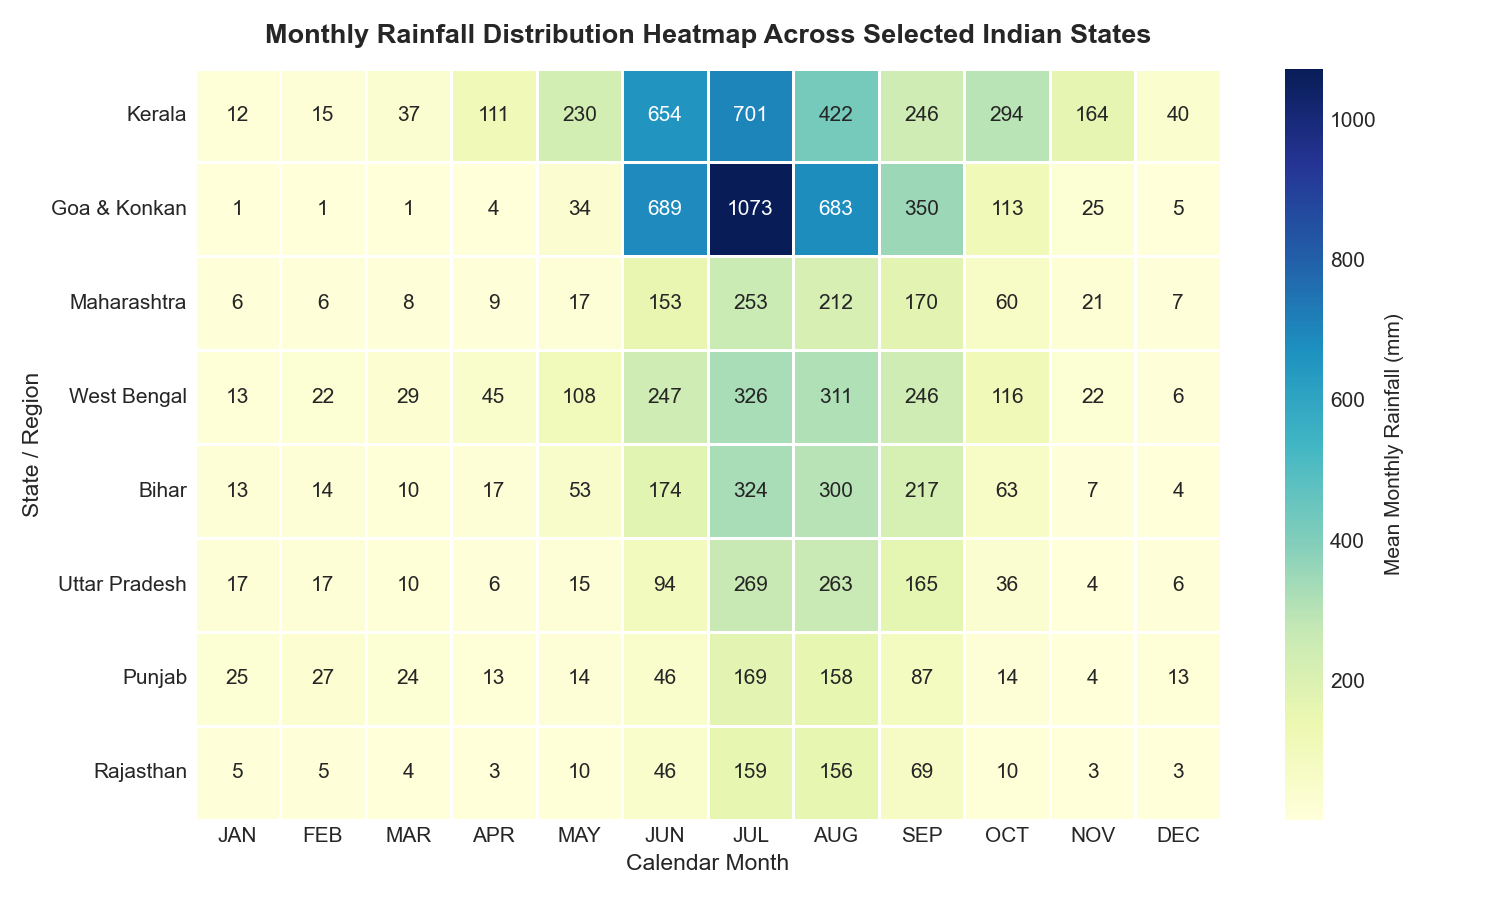 Monthly Rainfall Distribution Heatmap Across Selected Indian States
State / Region
Kerala 12 15 37 111 230 654 701 422 246 294 164 40
Goa & Konkan 1 1 1 4 34 689 1073 683 350 113 25 5
Maharashtra 6 6 8 9 17 153 253 212 170 60 21 7
West Bengal 13 22 29 45 108 247 326 311 246 116 22 6
Bihar 13 14 10 17 53 174 324 300 217 63 7 4
Uttar Pradesh 17 17 10 6 15 94 269 263 165 36 4 6
Punjab 25 27 24 13 14 46 169 158 87 14 4 13
Rajasthan 5 5 4 3 10 46 159 156 69 10 3 3
JAN FEB MAR APR MAY JUN JUL AUG SEP OCT NOV DEC
Calendar Month
1000
800
600
400
200
Mean Monthly Rainfall (mm)